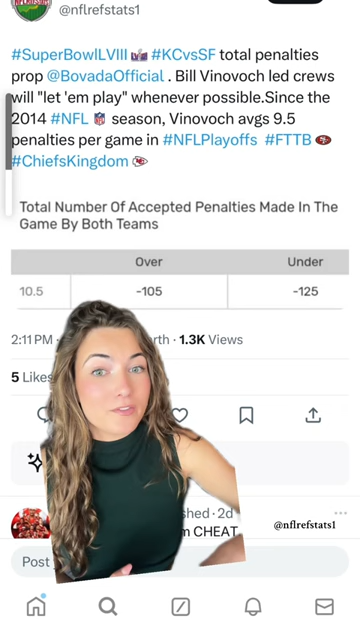 @nflrefstats1
#SuperBowlLVIII #KCvsSF total penalties
prop @BovadaOfficial . Bill Vinovoch led crews
will "let 'em play" whenever possible.Since the
2014 #NFL season, Vinovoch avgs 9.5
penalties per game in #NFLPlayoffs #FTTB
#ChiefsKingdom
Total Number Of Accepted Penalties Made In The
Game By Both Teams
Over Under
10.5 -105 -125
2:11 PM · 1.3K Views
5 Likes
2d
CHEAT
@nflrefstats1
Post